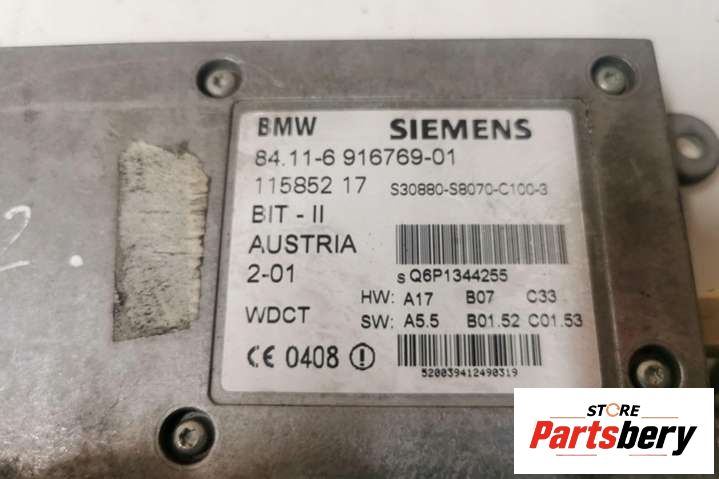 2.
BMW SIEMENS
84.11-6 916769-01
115852 17 S30880-S8070-C100-3
BIT - II
AUSTRIA
s Q6P1344255
2-01
HW: A17 B07 C33
WDCT SW: A5.5 B01.52 C01.53
CE 0408
520039412490319
STORE
Partsbery